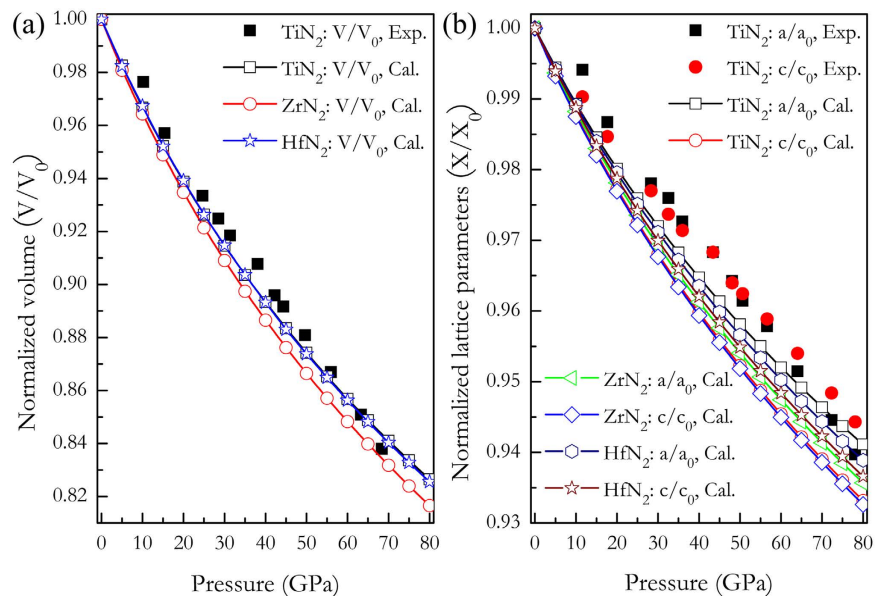 (a)
TiN2: V/V0, Exp.
TiN2: V/V0, Cal.
ZrN2: V/V0, Cal.
HfN2: V/V0, Cal.
Normalized volume (V/V0)
1.00
0.98
0.96
0.94
0.92
0.90
0.88
0.86
0.84
0.82
0 10 20 30 40 50 60 70 80
Pressure (GPa)
(b)
TiN2: a/a0, Exp.
TiN2: c/c0, Exp.
TiN2: a/a0, Cal.
TiN2: c/c0, Cal.
ZrN2: a/a0, Cal.
ZrN2: c/c0, Cal.
HfN2: a/a0, Cal.
HfN2: c/c0, Cal.
Normalized lattice parameters (X/X0)
1.00
0.99
0.98
0.97
0.96
0.95
0.94
0.93
0 10 20 30 40 50 60 70 80
Pressure (GPa)